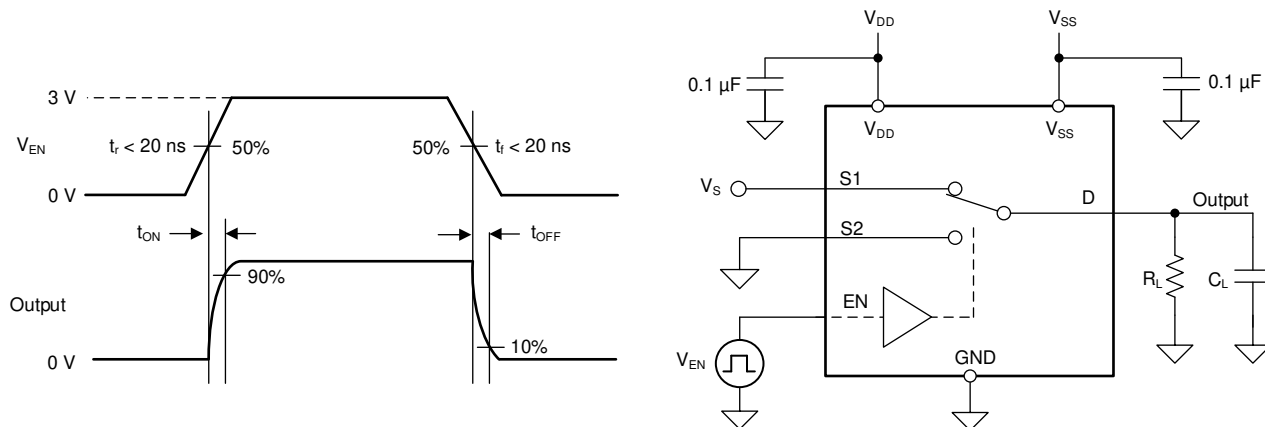 3 V
V_EN
0 V
t_r < 20 ns
50%
50%
t_f < 20 ns
t_ON
t_OFF
90%
Output
10%
0 V
V_DD
V_SS
0.1 µF
0.1 µF
V_DD
V_SS
V_S
S1
D
Output
S2
R_L
C_L
EN
V_EN
GND